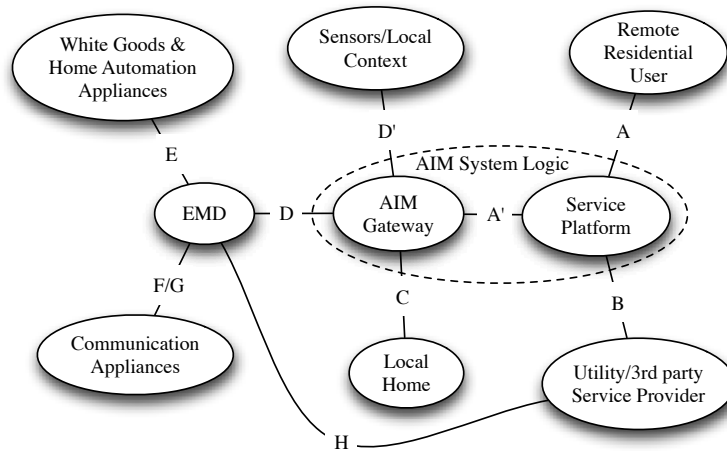 White Goods &
Home Automation
Appliances
Sensors/Local
Context
Remote
Residential
User
E
D'
A
AIM System Logic
EMD
D
AIM
Gateway
A'
Service
Platform
F/G
C
B
Communication
Appliances
Local
Home
Utility/3rd party
Service Provider
H